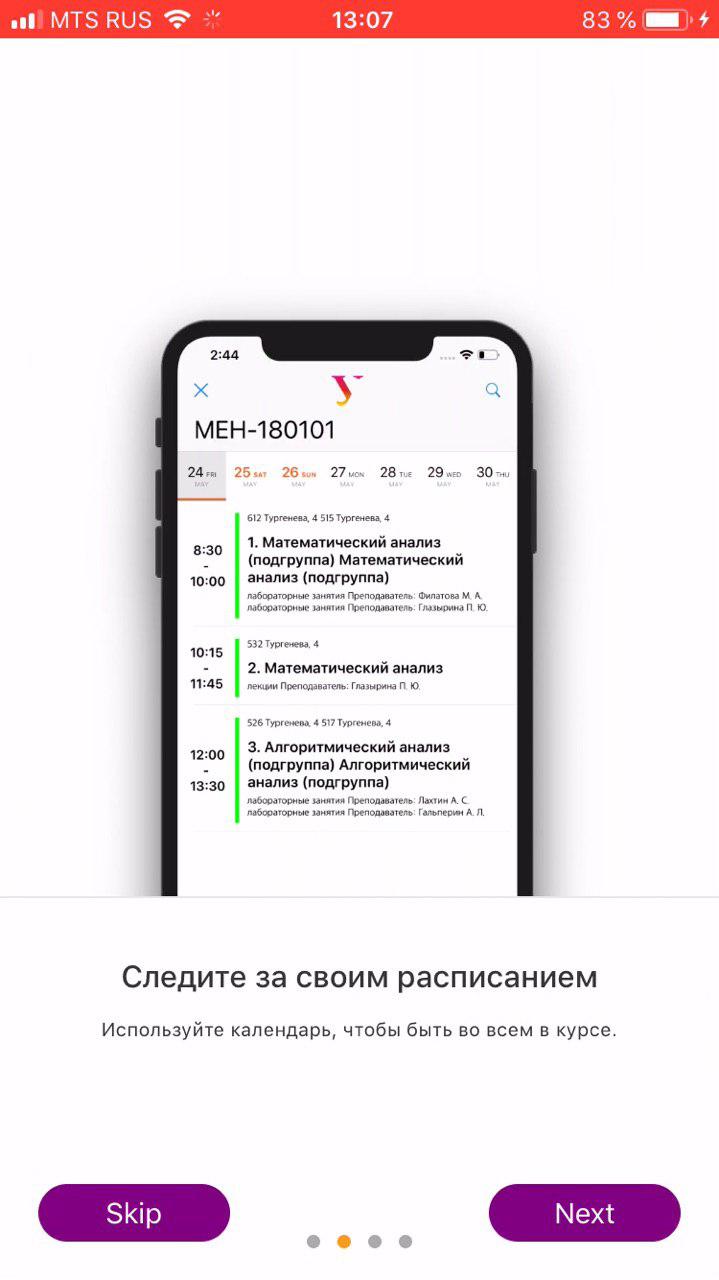 MTS RUS 13:07 83 %
2:44
У
МЕН-180101
24 FRI 25 SAT 26 SUN 27 MON 28 TUE 29 WED 30 THU
MAY MAY MAY MAY MAY MAY MAY
612 Тургенева, 4 515 Тургенева, 4
8:30
-
10:00
1. Математический анализ
(подгруппа) Математический
анализ (подгруппа)
лабораторные занятия Преподаватель: Филатова М. А.
лабораторные занятия Преподаватель: Глазырина П. Ю.
532 Тургенева, 4
10:15
-
11:45
2. Математический анализ
лекции Преподаватель: Глазырина П. Ю.
526 Тургенева, 4 517 Тургенева, 4
12:00
-
13:30
3. Алгоритмический анализ
(подгруппа) Алгоритмический
анализ (подгруппа)
лабораторные занятия Преподаватель: Лахтин А. С.
лабораторные занятия Преподаватель: Гальперин А. Л.
Следите за своим расписанием
Используйте календарь, чтобы быть во всем в курсе.
Skip
Next